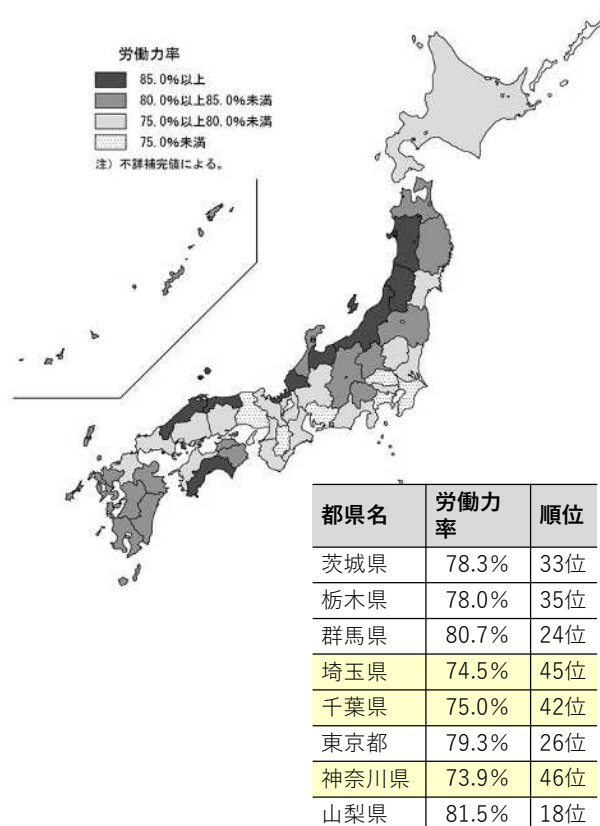 労働力率
85.0%以上
80.0%以上85.0%未満
75.0%以上80.0%未満
75.0%未満
注）不詳補完値による。
都県名 労働力率 順位
茨城県 78.3% 33位
栃木県 78.0% 35位
群馬県 80.7% 24位
埼玉県 74.5% 45位
千葉県 75.0% 42位
東京都 79.3% 26位
神奈川県 73.9% 46位
山梨県 81.5% 18位